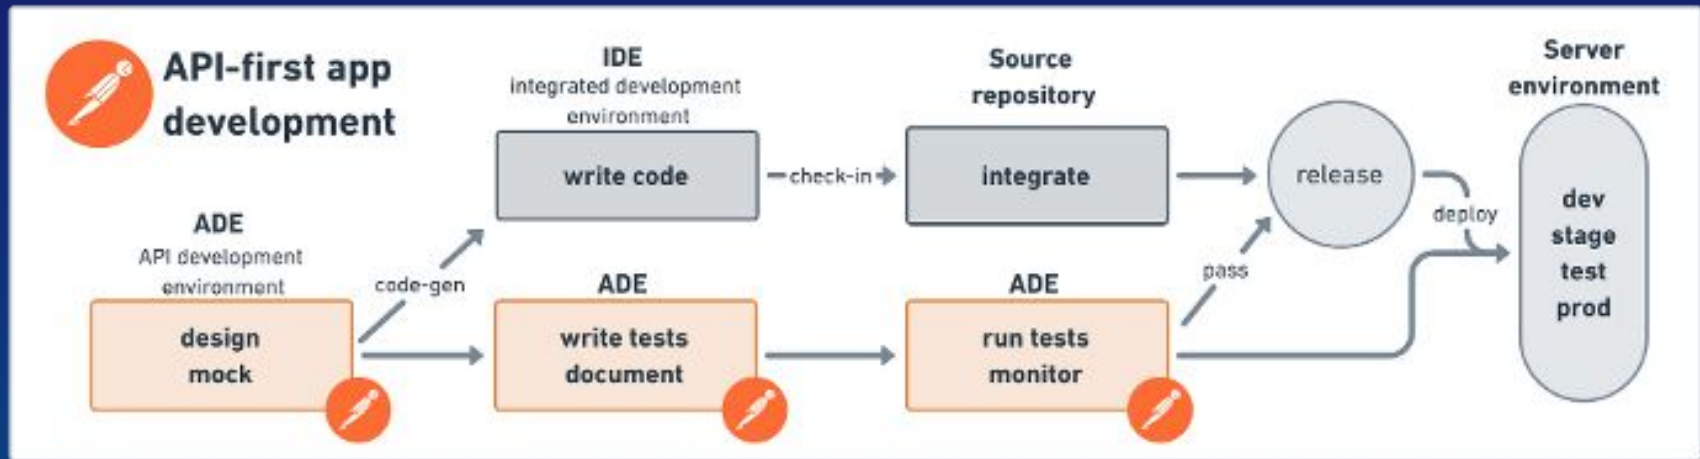 API-first app
development
IDE
integrated development
environment
write code
check-in
Source
repository
integrate
release
deploy
Server
environment
dev
stage
test
prod
ADE
API development
environment
design
mock
code-gen
ADE
write tests
document
ADE
run tests
monitor
pass